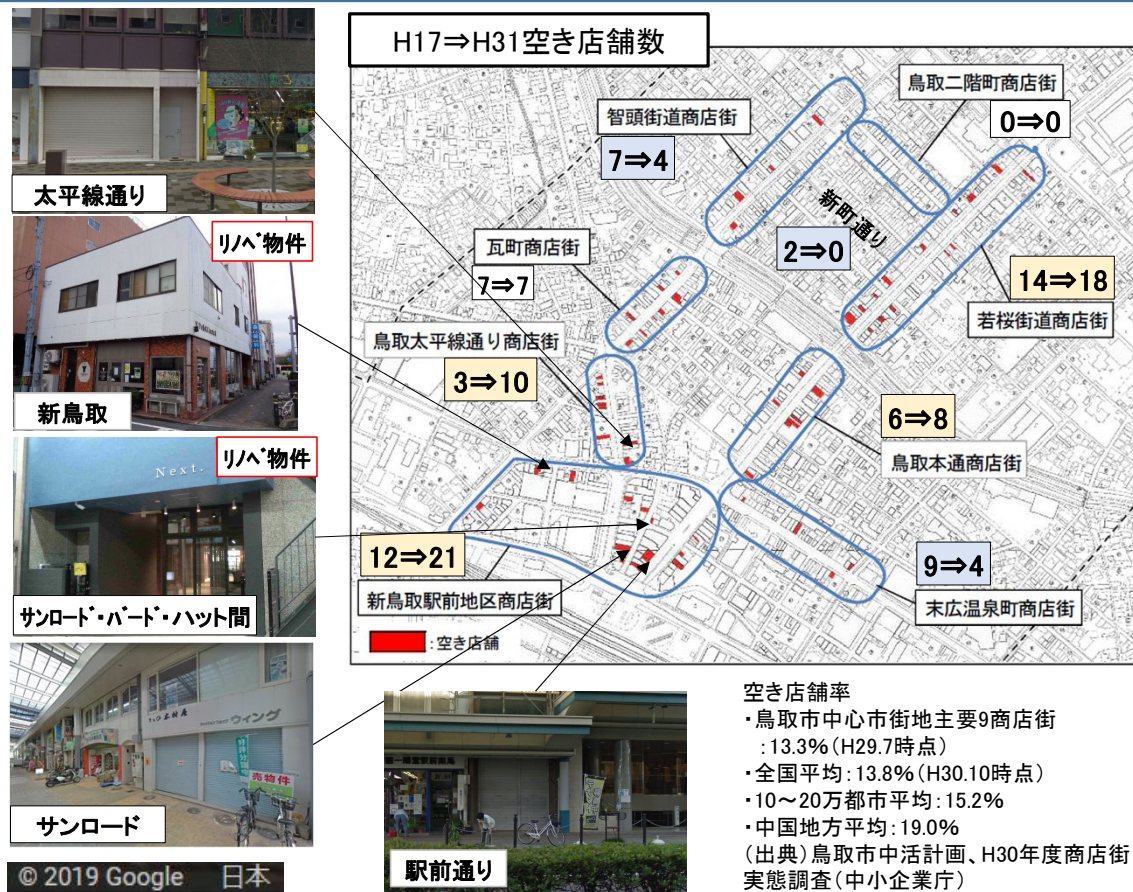 H17⇒H31空き店舗数
太平線通り
リノベ物件
新鳥取
Next.
リノベ物件
サンロード・バード・ハット間
ウィング
売物件
サンロード
© 2019 Google 日本
駅前通り
鳥取二階町商店街
0⇒0
智頭街道商店街
7⇒4
新町通り
2⇒0
瓦町商店街
7⇒7
14⇒18
若桜街道商店街
鳥取太平線通り商店街
3⇒10
6⇒8
鳥取本通商店街
12⇒21
新鳥取駅前地区商店街
9⇒4
末広温泉町商店街
:空き店舗
空き店舗率
・鳥取市中心市街地主要9商店街
:13.3%(H29.7時点)
・全国平均:13.8%(H30.10時点)
・10～20万都市平均:15.2%
・中国地方平均:19.0%
(出典)鳥取市中活計画、H30年度商店街
実態調査(中小企業庁)